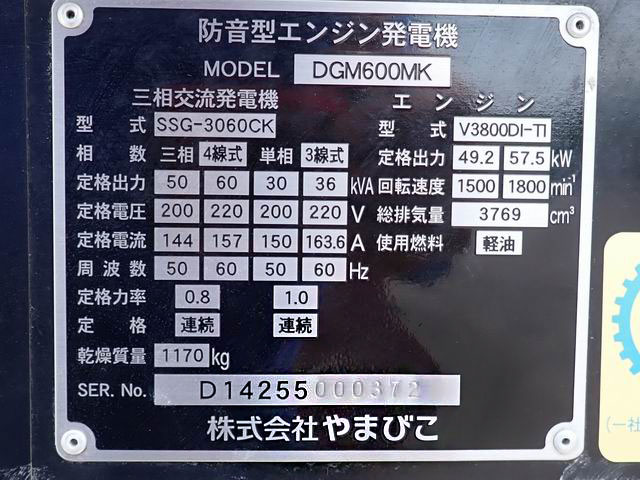 防音型エンジン発電機
MODEL DGM600MK
三相交流発電機
型式 SSG-3060CK
相数 三相 4線式 単相 3線式
定格出力 50 60 30 36 kVA
定格電圧 200 220 200 220 V
定格電流 144 157 150 163.6 A
周波数 50 60 50 60 Hz
定格力率 0.8 1.0
定格 連続 連続
乾燥質量 1170 kg
エンジン
型式 V3800DI-TI
定格出力 49.2 57.5 kW
回転速度 1500 1800 min⁻¹
総排気量 3769 cm³
使用燃料 軽油
SER. No. D14255000372
株式会社やまびこ
(一社